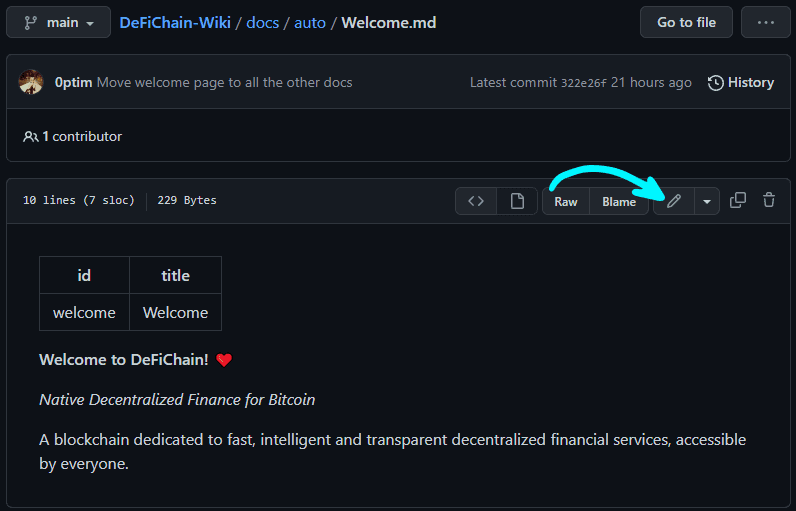 main DeFiChain-Wiki / docs / auto / Welcome.md Go to file ...
0ptim Move welcome page to all the other docs Latest commit 322e26f 21 hours ago History
1 contributor
10 lines (7 sloc) 229 Bytes <> Raw Blame
id title
welcome Welcome
Welcome to DeFiChain! ❤️
Native Decentralized Finance for Bitcoin
A blockchain dedicated to fast, intelligent and transparent decentralized financial services, accessible
by everyone.